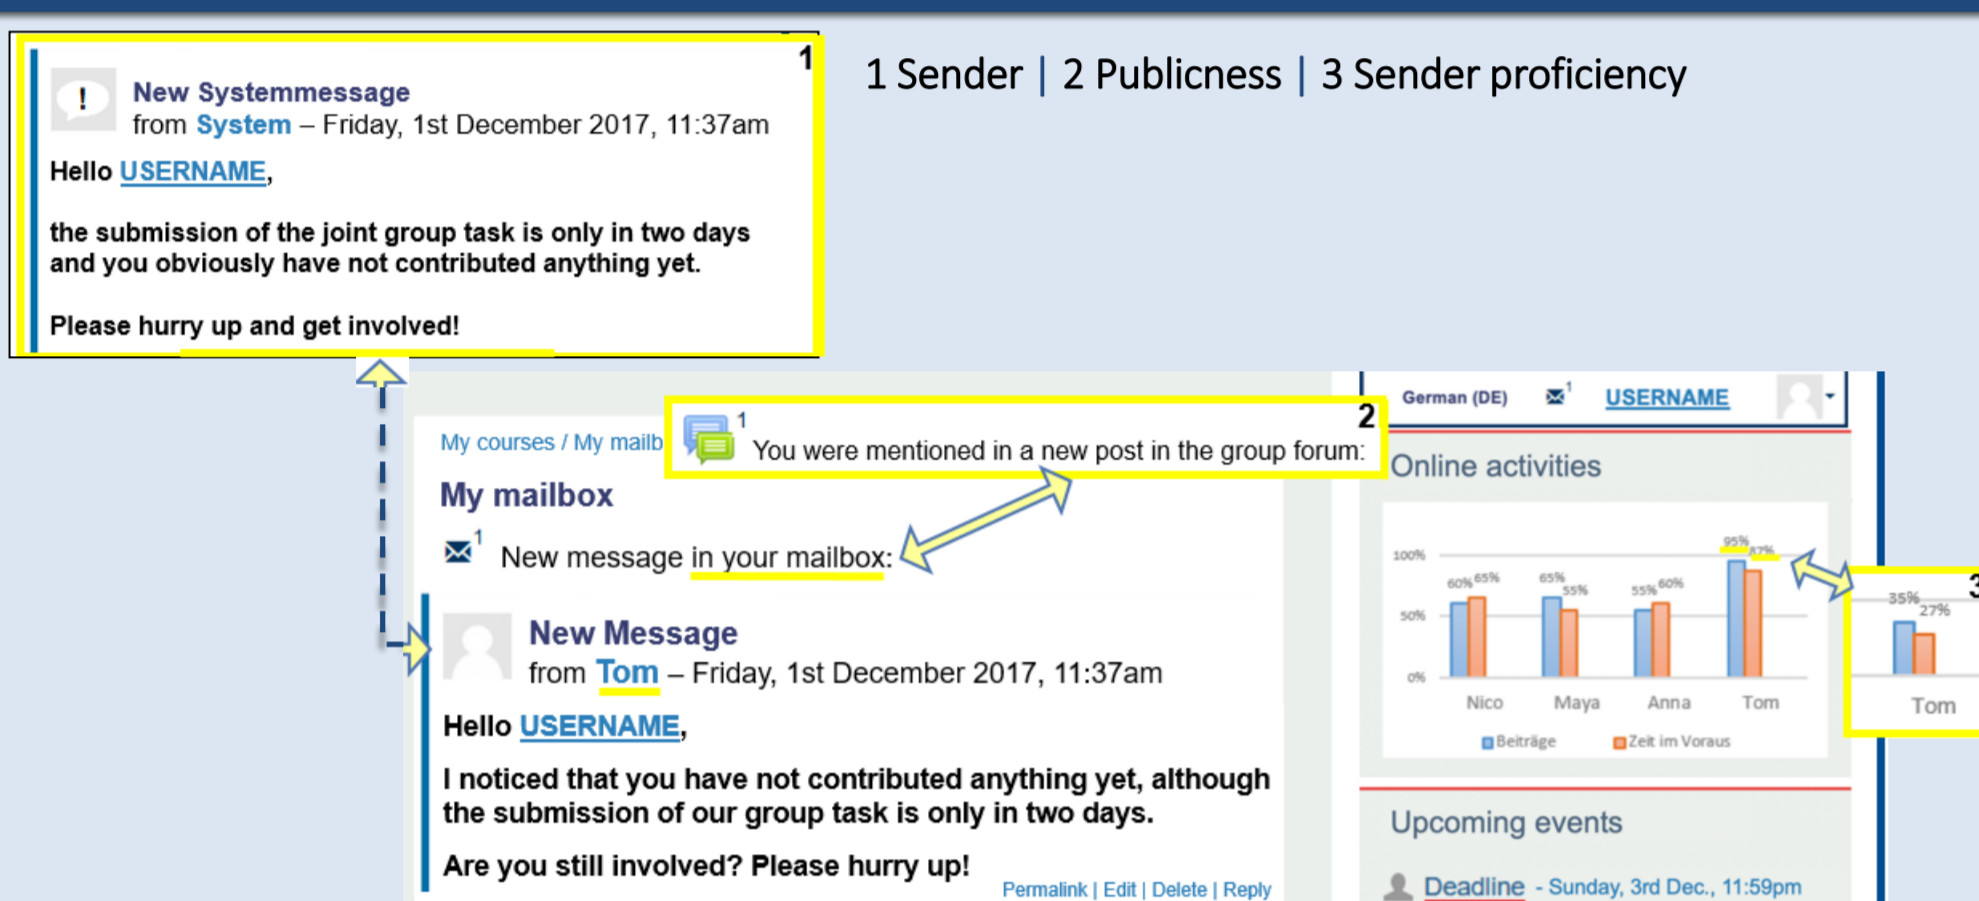 1 Sender | 2 Publicness | 3 Sender proficiency
1
!
New Systemmessage
from System – Friday, 1st December 2017, 11:37am
Hello USERNAME,
the submission of the joint group task is only in two days
and you obviously have not contributed anything yet.
Please hurry up and get involved!
My courses / My mailb
1
You were mentioned in a new post in the group forum:
2
My mailbox
1
New message in your mailbox:
New Message
from Tom – Friday, 1st December 2017, 11:37am
Hello USERNAME,
I noticed that you have not contributed anything yet, although
the submission of our group task is only in two days.
Are you still involved? Please hurry up!
Permalink | Edit | Delete | Reply
German (DE) 1 USERNAME
Online activities
95% 87%
100%
60% 65% 65% 55% 55% 60%
50%
0%
Nico Maya Anna Tom
Beiträge Zeit im Voraus
3
35% 27%
Tom
Upcoming events
Deadline - Sunday, 3rd Dec., 11:59pm